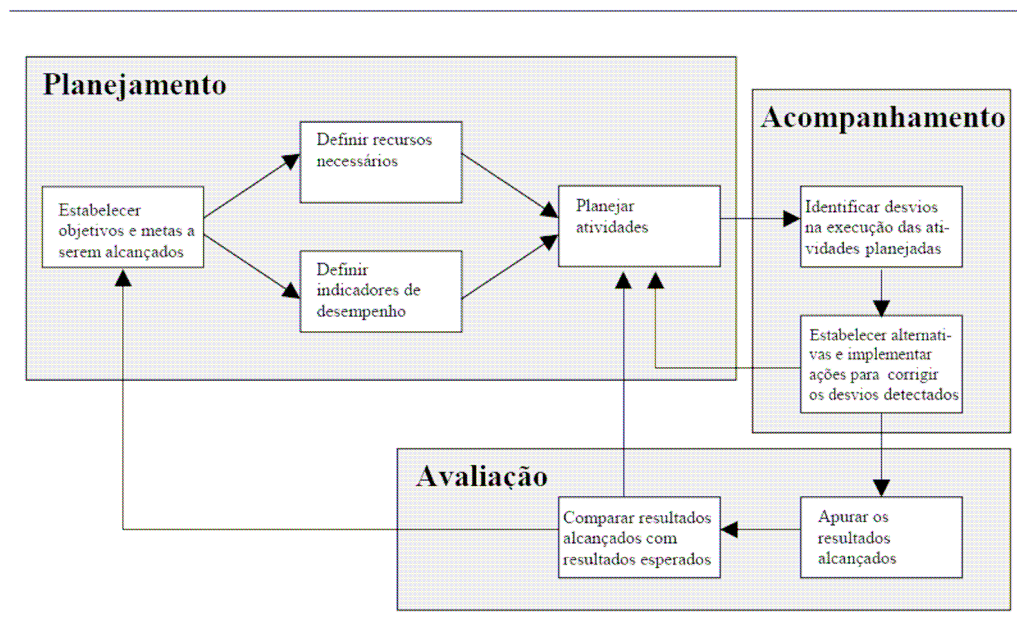 Planejamento
Definir recursos
necessários
Estabelecer
objetivos e metas a
serem alcançados
Definir
indicadores de
desempenho
Planejar
atividades
Acompanhamento
Identificar desvios
na execução das ati-
vidades planejadas
Estabelecer alternati-
vas e implementar
ações para corrigir
os desvios detectados
Avaliação
Comparar resultados
alcançados com
resultados esperados
Apurar os
resultados
alcançados